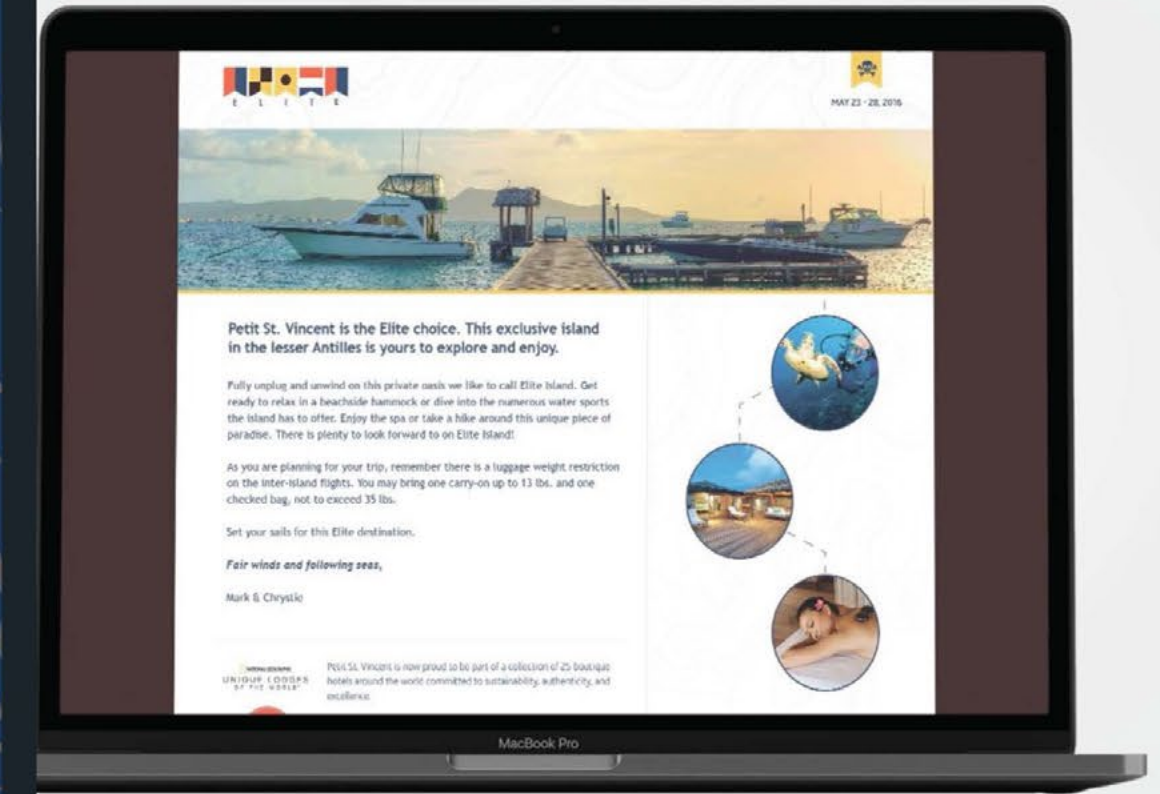 ELITE
MAY 23 - 28, 2016
Petit St. Vincent is the Elite choice. This exclusive island
in the lesser Antilles is yours to explore and enjoy.
Fully unplug and unwind on this private oasis we like to call Elite Island. Get
ready to relax in a beachside hammock or dive into the numerous water sports
the island has to offer. Enjoy the spa or take a hike around this unique piece of
paradise. There is plenty to look forward to on Elite Island!
As you are planning for your trip, remember there is a luggage weight restriction
on the inter-island flights. You may bring one carry-on up to 13 lbs. and one
checked bag, not to exceed 35 lbs.
Set your sails for this Elite destination.
Fair winds and following seas,
Mark & Chrystie
NATIONAL GEOGRAPHIC
UNIQUE LODGES
OF THE WORLD
Petit St. Vincent is now proud to be part of a collection of 25 boutique
hotels around the world committed to sustainability, authenticity, and
excellence.
MacBook Pro